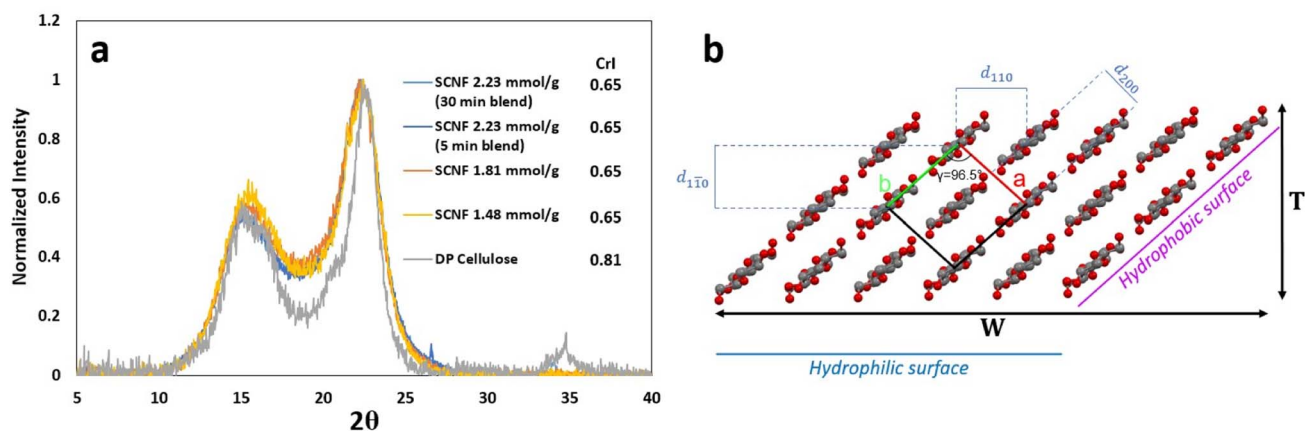 a
1.2
1
0.8
0.6
0.4
0.2
0
Normalized Intensity
5 10 15 20 25 30 35 40
2θ
CrI
SCNF 2.23 mmol/g 0.65
(30 min blend)
SCNF 2.23 mmol/g 0.65
(5 min blend)
SCNF 1.81 mmol/g 0.65
SCNF 1.48 mmol/g 0.65
DP Cellulose 0.81
b
d110
d200
d11̅0
γ=96.5°
b
a
Hydrophobic surface
T
W
Hydrophilic surface